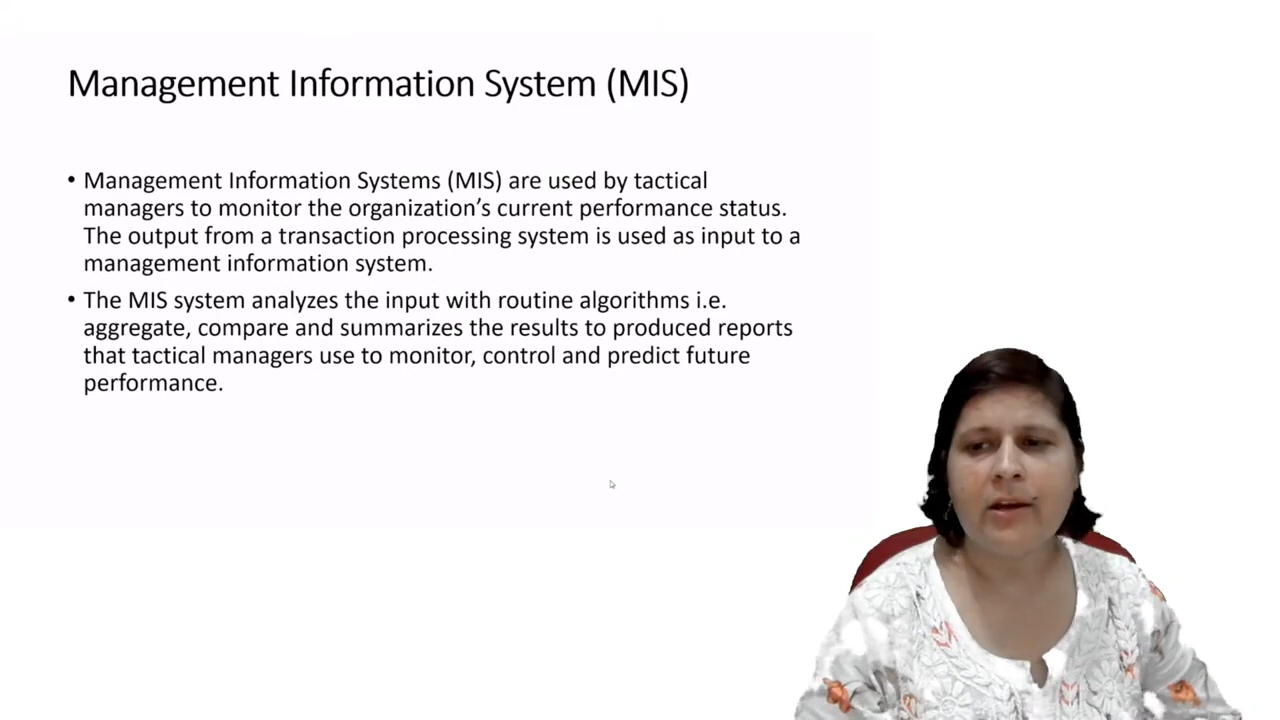 Management Information System (MIS)
• Management Information Systems (MIS) are used by tactical
managers to monitor the organization's current performance status.
The output from a transaction processing system is used as input to a
management information system.
• The MIS system analyzes the input with routine algorithms i.e.
aggregate, compare and summarizes the results to produced reports
that tactical managers use to monitor, control and predict future
performance.